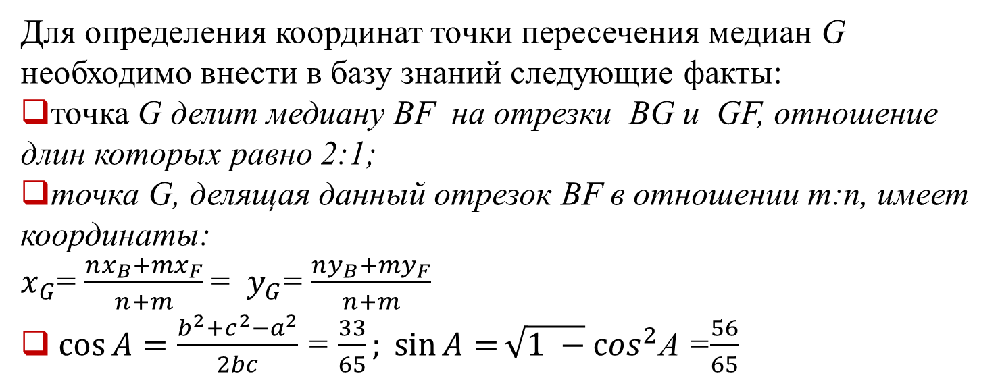 Для определения координат точки пересечения медиан G
необходимо внести в базу знаний следующие факты:
❑точка G делит медиану BF на отрезки BG и GF, отношение
длин которых равно 2:1;
❑точка G, делящая данный отрезок BF в отношении m:n, имеет
координаты:
x_G= \frac{nx_B+mx_F}{n+m} = y_G= \frac{ny_B+my_F}{n+m}
❑ cos A = \frac{b^2+c^2−a^2}{2bc} = \frac{33}{65}; sin A = \sqrt{1 −} cos^2 A = \frac{56}{65}